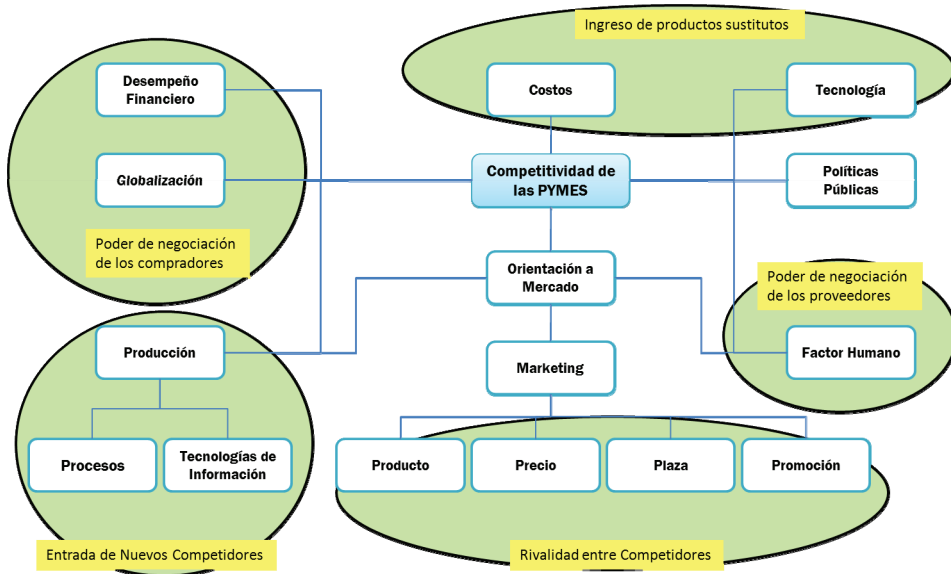 Ingreso de productos sustitutos
Desempeño
Financiero
Costos
Tecnología
Globalización
Competitividad de
las PYMES
Políticas
Públicas
Poder de negociación
de los compradores
Orientación a
Mercado
Poder de negociación
de los proveedores
Producción
Marketing
Factor Humano
Procesos
Tecnologías de
Información
Producto
Precio
Plaza
Promoción
Entrada de Nuevos Competidores
Rivalidad entre Competidores